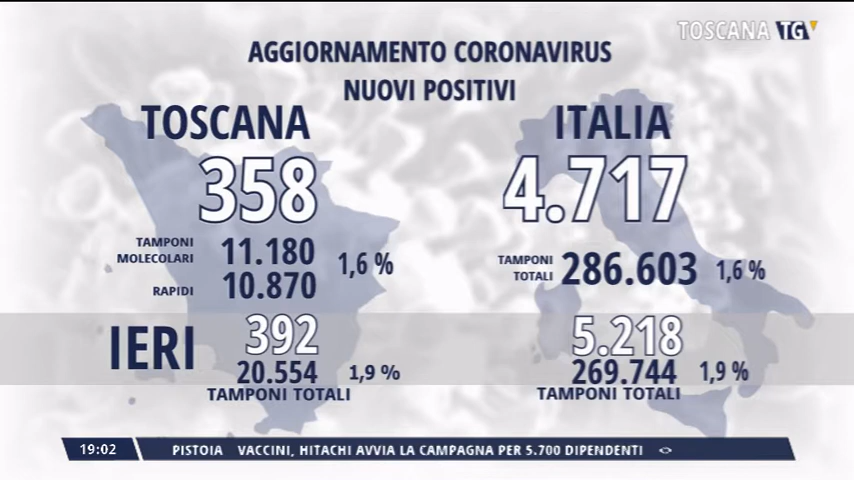 TOSCANA TG
AGGIORNAMENTO CORONAVIRUS
NUOVI POSITIVI
TOSCANA
358
TAMPONI
MOLECOLARI 11.180
RAPIDI 10.870
1,6 %
ITALIA
4.717
TAMPONI
TOTALI 286.603 1,6 %
IERI
392
20.554 1,9 %
TAMPONI TOTALI
5.218
269.744 1,9 %
TAMPONI TOTALI
19:02 PISTOIA VACCINI, HITACHI AVVIA LA CAMPAGNA PER 5.700 DIPENDENTI